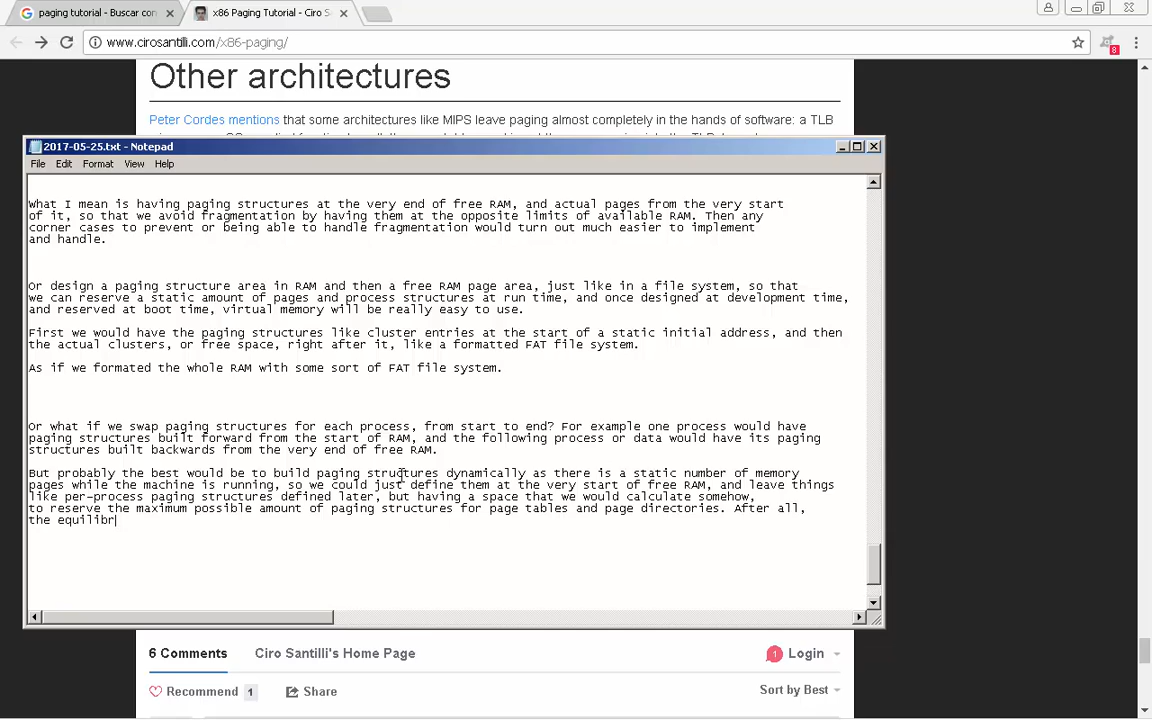 paging tutorial - Buscar con
x86 Paging Tutorial - Ciro S
www.cirosantilli.com/x86-paging/
8
Other architectures
Peter Cordes mentions that some architectures like MIPS leave paging almost completely in the hands of software: a TLB
2017-05-25.txt - Notepad
File Edit Format View Help
What I mean is having paging structures at the very end of free RAM, and actual pages from the very start
of it, so that we avoid fragmentation by having them at the opposite limits of available RAM. Then any
corner cases to prevent or being able to handle fragmentation would turn out much easier to implement
and handle.
Or design a paging structure area in RAM and then a free RAM page area, just like in a file system, so that
we can reserve a static amount of pages and process structures at run time, and once designed at development time,
and reserved at boot time, virtual memory will be really easy to use.
First we would have the paging structures like cluster entries at the start of a static initial address, and then
the actual clusters, or free space, right after it, like a formatted FAT file system.
As if we formated the whole RAM with some sort of FAT file system.
Or what if we swap paging structures for each process, from start to end? For example one process would have
paging structures built forward from the start of RAM, and the following process or data would have its paging
structures built backwards from the very end of free RAM.
But probably the best would be to build paging structures dynamically as there is a static number of memory
pages while the machine is running, so we could just define them at the very start of free RAM, and leave things
like per-process paging structures defined later, but having a space that we would calculate somehow,
to reserve the maximum possible amount of paging structures for page tables and page directories. After all,
the equilibr
6 Comments Ciro Santilli's Home Page 1 Login
Recommend 1 Share Sort by Best